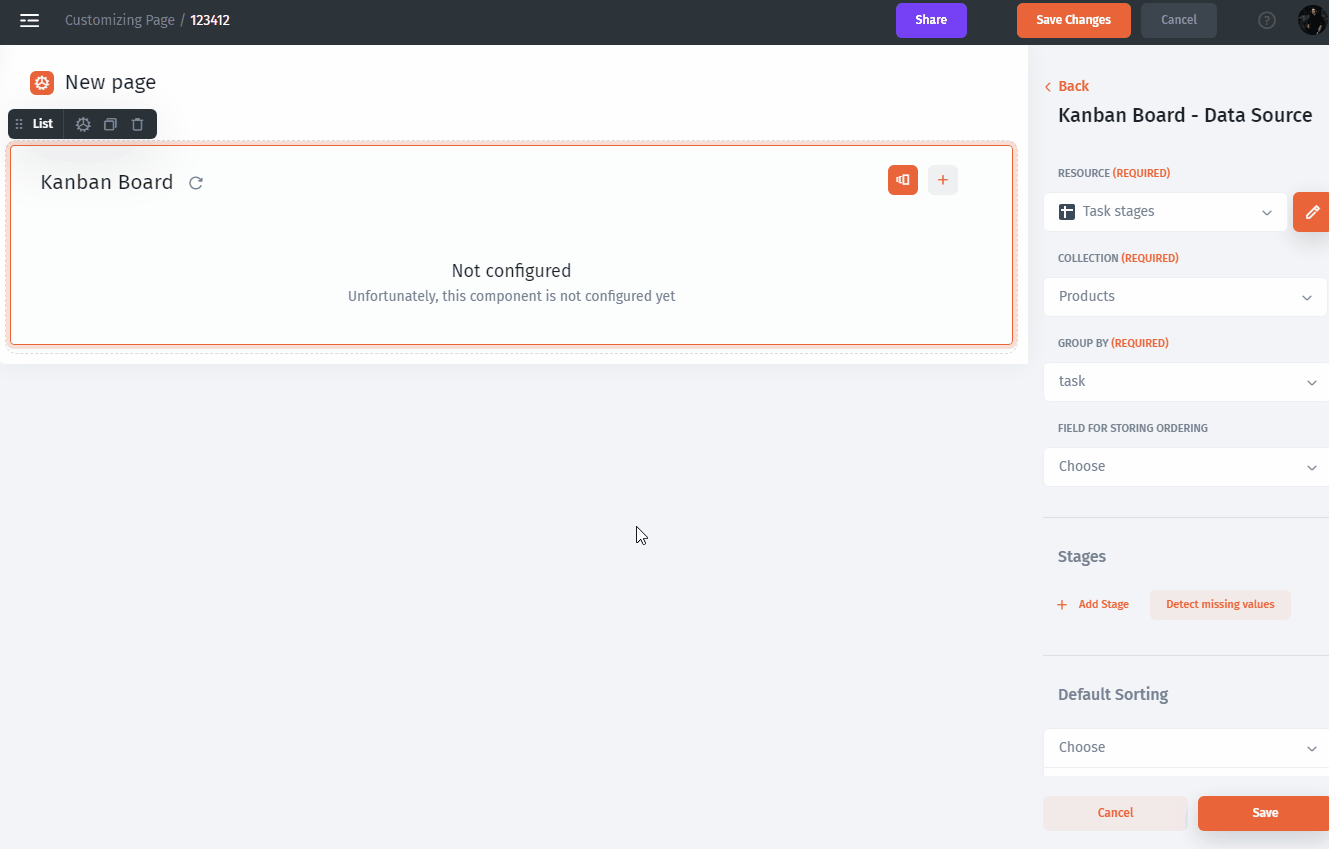 Customizing Page / 123412
Share
Save Changes
Cancel
?
New page
List
Kanban Board
Not configured
Unfortunately, this component is not configured yet
Back
Kanban Board - Data Source
RESOURCE (REQUIRED)
Task stages
COLLECTION (REQUIRED)
Products
GROUP BY (REQUIRED)
task
FIELD FOR STORING ORDERING
Choose
Stages
+ Add Stage
Detect missing values
Default Sorting
Choose
Cancel
Save